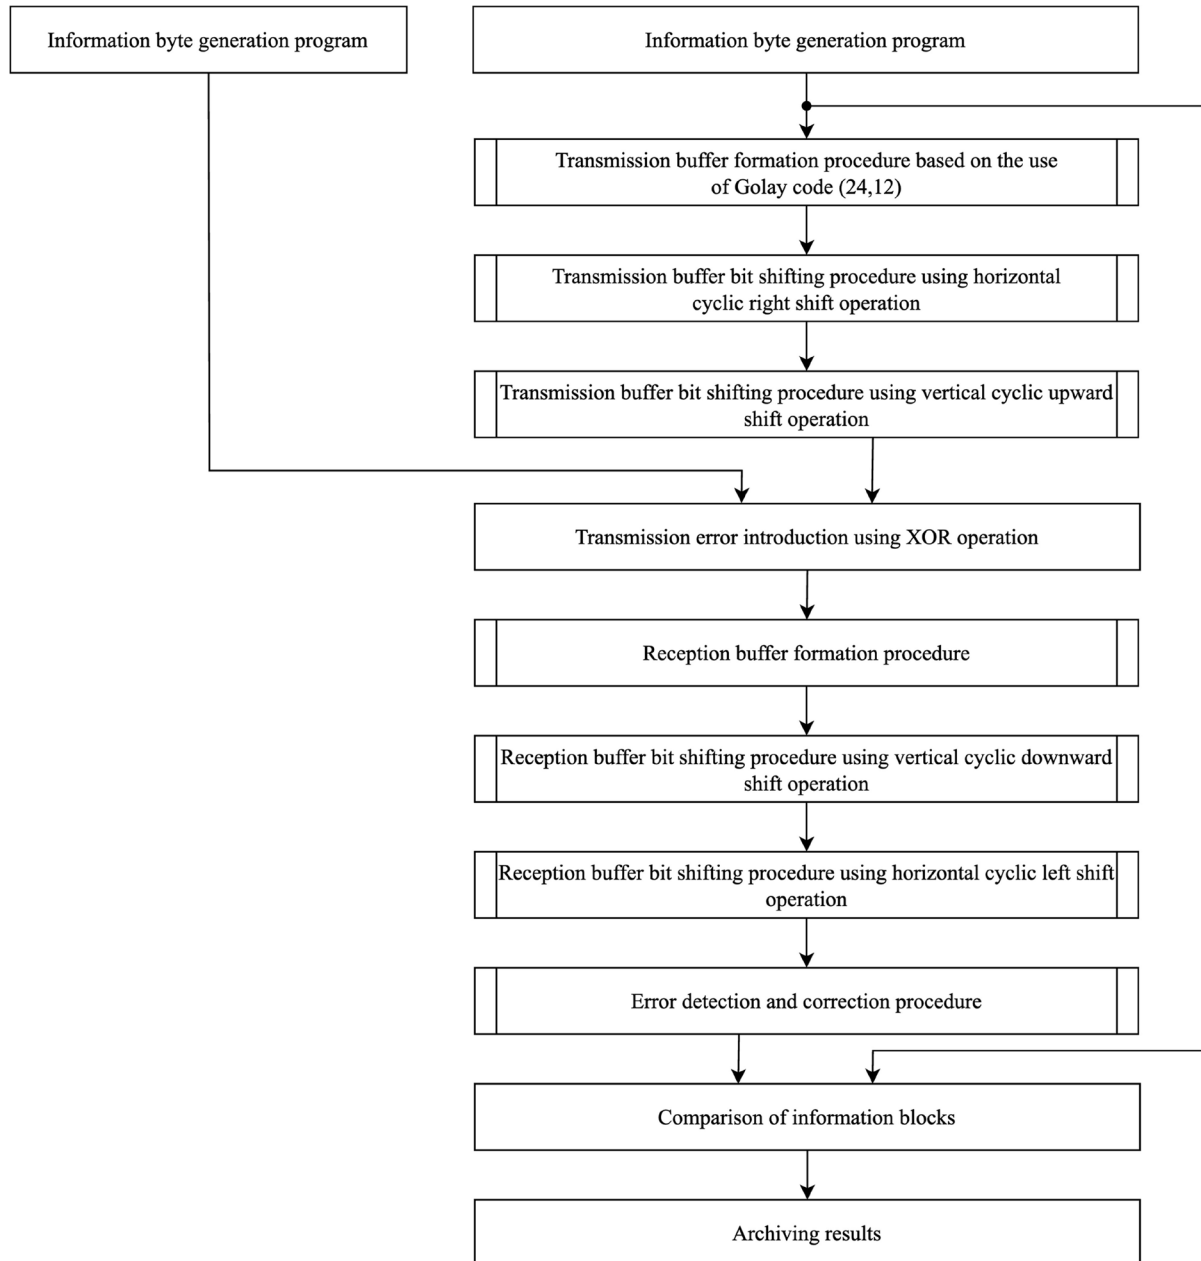 Information byte generation program
Information byte generation program
Transmission buffer formation procedure based on the use
of Golay code (24,12)
Transmission buffer bit shifting procedure using horizontal
cyclic right shift operation
Transmission buffer bit shifting procedure using vertical cyclic upward
shift operation
Transmission error introduction using XOR operation
Reception buffer formation procedure
Reception buffer bit shifting procedure using vertical cyclic downward
shift operation
Reception buffer bit shifting procedure using horizontal cyclic left shift
operation
Error detection and correction procedure
Comparison of information blocks
Archiving results